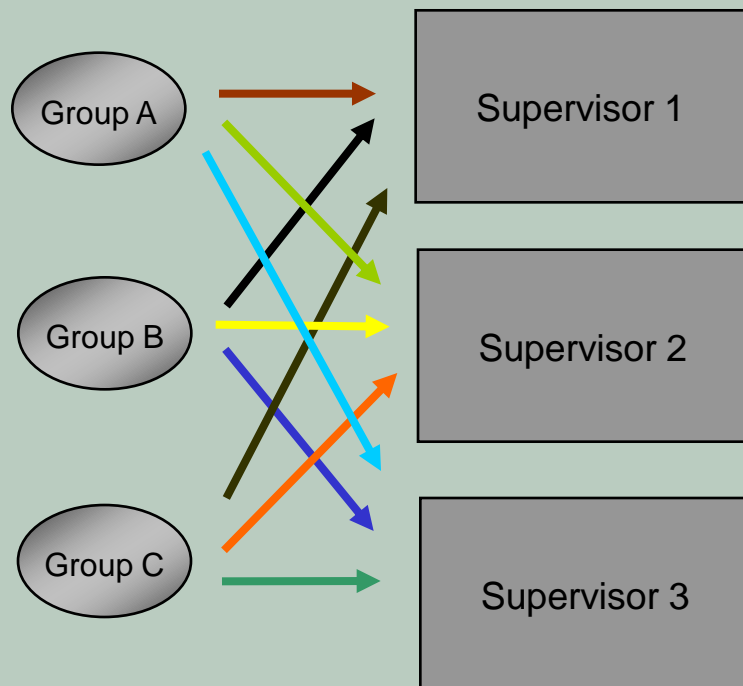 Group A
Supervisor 1
Group B
Supervisor 2
Group C
Supervisor 3